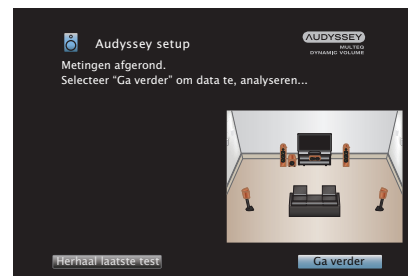 Audyssey setup
AUDYSSEY
MULTEQ
DYNAMIC VOLUME
Metingen afgerond.
Selecteer “Ga verder” om data te, analyseren...
Herhaal laatste test
Ga verder